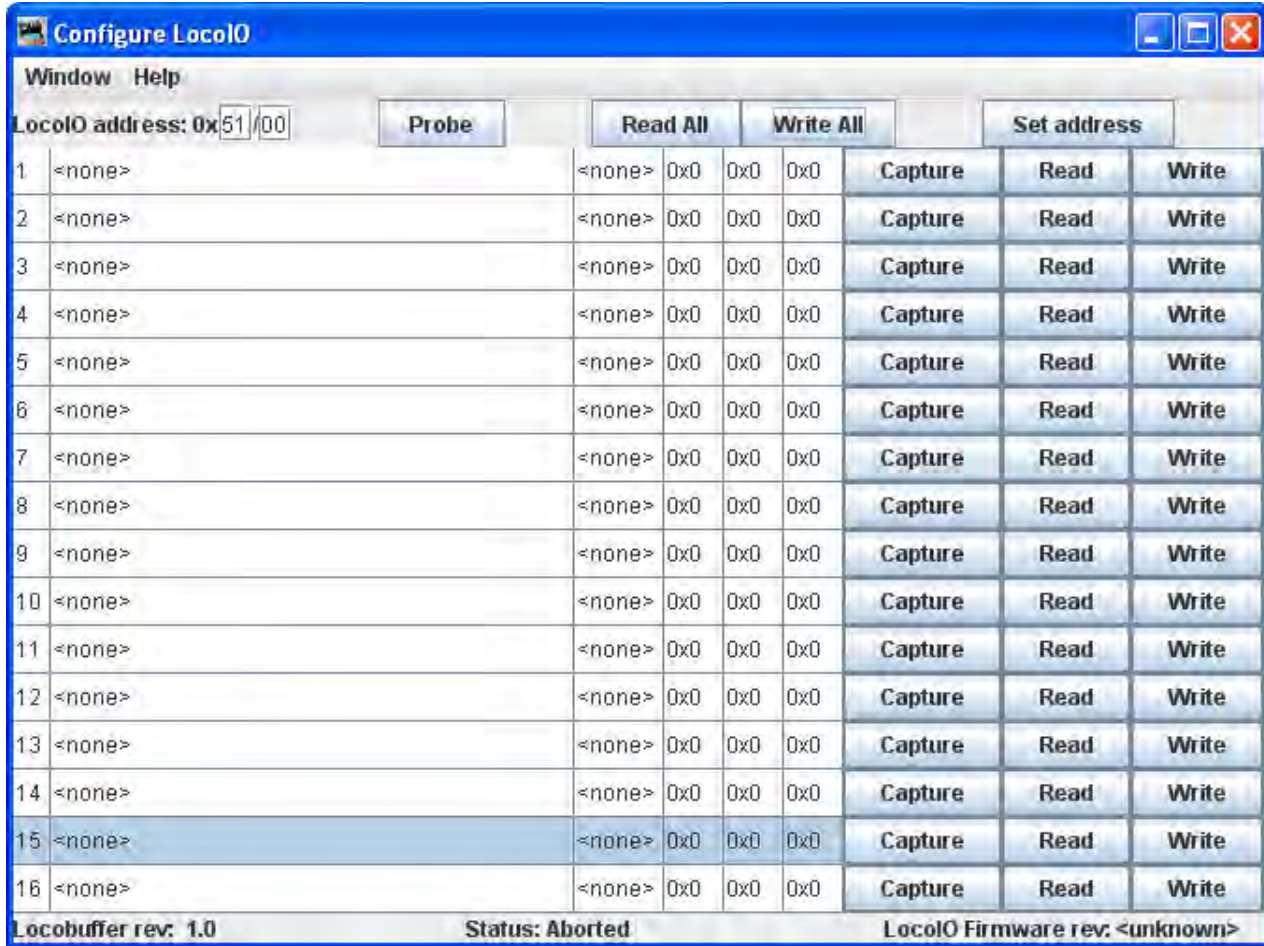 Configure LocoIO
Window Help
LocoIO address: 0x 51 /00 Probe Read All Write All Set address
1 <none> <none> 0x0 0x0 0x0 Capture Read Write
2 <none> <none> 0x0 0x0 0x0 Capture Read Write
3 <none> <none> 0x0 0x0 0x0 Capture Read Write
4 <none> <none> 0x0 0x0 0x0 Capture Read Write
5 <none> <none> 0x0 0x0 0x0 Capture Read Write
6 <none> <none> 0x0 0x0 0x0 Capture Read Write
7 <none> <none> 0x0 0x0 0x0 Capture Read Write
8 <none> <none> 0x0 0x0 0x0 Capture Read Write
9 <none> <none> 0x0 0x0 0x0 Capture Read Write
10 <none> <none> 0x0 0x0 0x0 Capture Read Write
11 <none> <none> 0x0 0x0 0x0 Capture Read Write
12 <none> <none> 0x0 0x0 0x0 Capture Read Write
13 <none> <none> 0x0 0x0 0x0 Capture Read Write
14 <none> <none> 0x0 0x0 0x0 Capture Read Write
15 <none> <none> 0x0 0x0 0x0 Capture Read Write
16 <none> <none> 0x0 0x0 0x0 Capture Read Write
Locobuffer rev: 1.0 Status: Aborted LocoIO Firmware rev: <unknown>